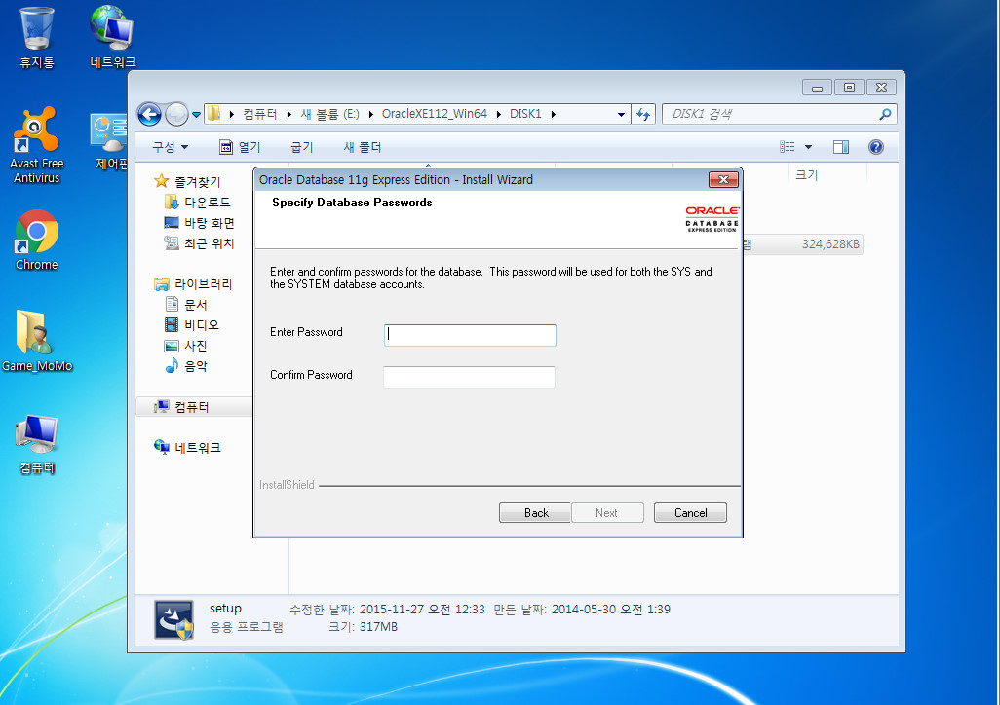 휴지통
네트워크
Avast Free
Antivirus
제어판
Chrome
Game_MoMo
컴퓨터
컴퓨터 새 볼륨 (E:) OracleXE112_Win64 DISK1
DISK1 검색
구성 열기 굽기 새 폴더
즐겨찾기
다운로드
바탕 화면
최근 위치
라이브러리
문서
비디오
사진
음악
컴퓨터
네트워크
크기
램 324,628KB
Oracle Database 11g Express Edition - Install Wizard
Specify Database Passwords
ORACLE
DATABASE
EXPRESS EDITION
Enter and confirm passwords for the database. This password will be used for both the SYS and
the SYSTEM database accounts.
Enter Password
Confirm Password
InstallShield
Back Next Cancel
setup 수정한 날짜: 2015-11-27 오전 12:33 만든 날짜: 2014-05-30 오전 1:39
응용 프로그램 크기: 317MB